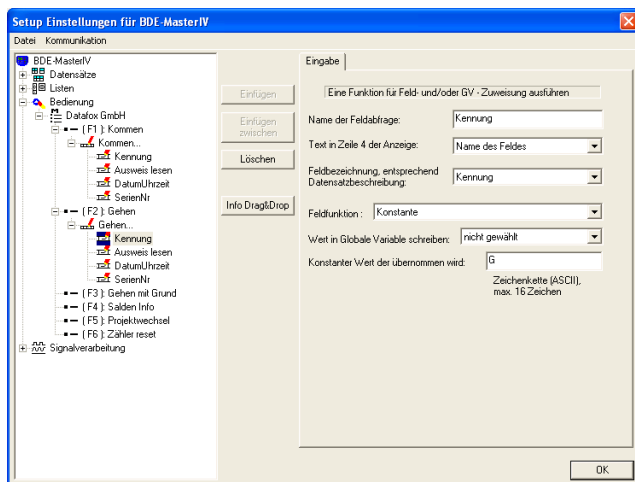 Setup Einstellungen für BDE-MasterIV
Datei Kommunikation
BDE-MasterIV
Datensätze
Listen
Bedienung
Datafox GmbH
( F1 ): Kommen
Kommen...
Kennung
Ausweis lesen
DatumUhrzeit
SerienNr
( F2 ): Gehen
Gehen...
Kennung
Ausweis lesen
DatumUhrzeit
SerienNr
( F3 ): Gehen mit Grund
( F4 ): Salden Info
( F5 ): Projektwechsel
( F6 ): Zähler reset
Signalverarbeitung
Einfügen
Einfügen
zwischen
Löschen
Info Drag&Drop
Eingabe
Eine Funktion für Feld- und/oder GV - Zuweisung ausführen
Name der Feldabfrage: Kennung
Text in Zeile 4 der Anzeige: Name des Feldes
Feldbezeichnung, entsprechend
Datensatzbeschreibung: Kennung
Feldfunktion : Konstante
Wert in Globale Variable schreiben: nicht gewählt
Konstanter Wert der übernommen wird: G
Zeichenkette (ASCII),
max. 16 Zeichen
OK